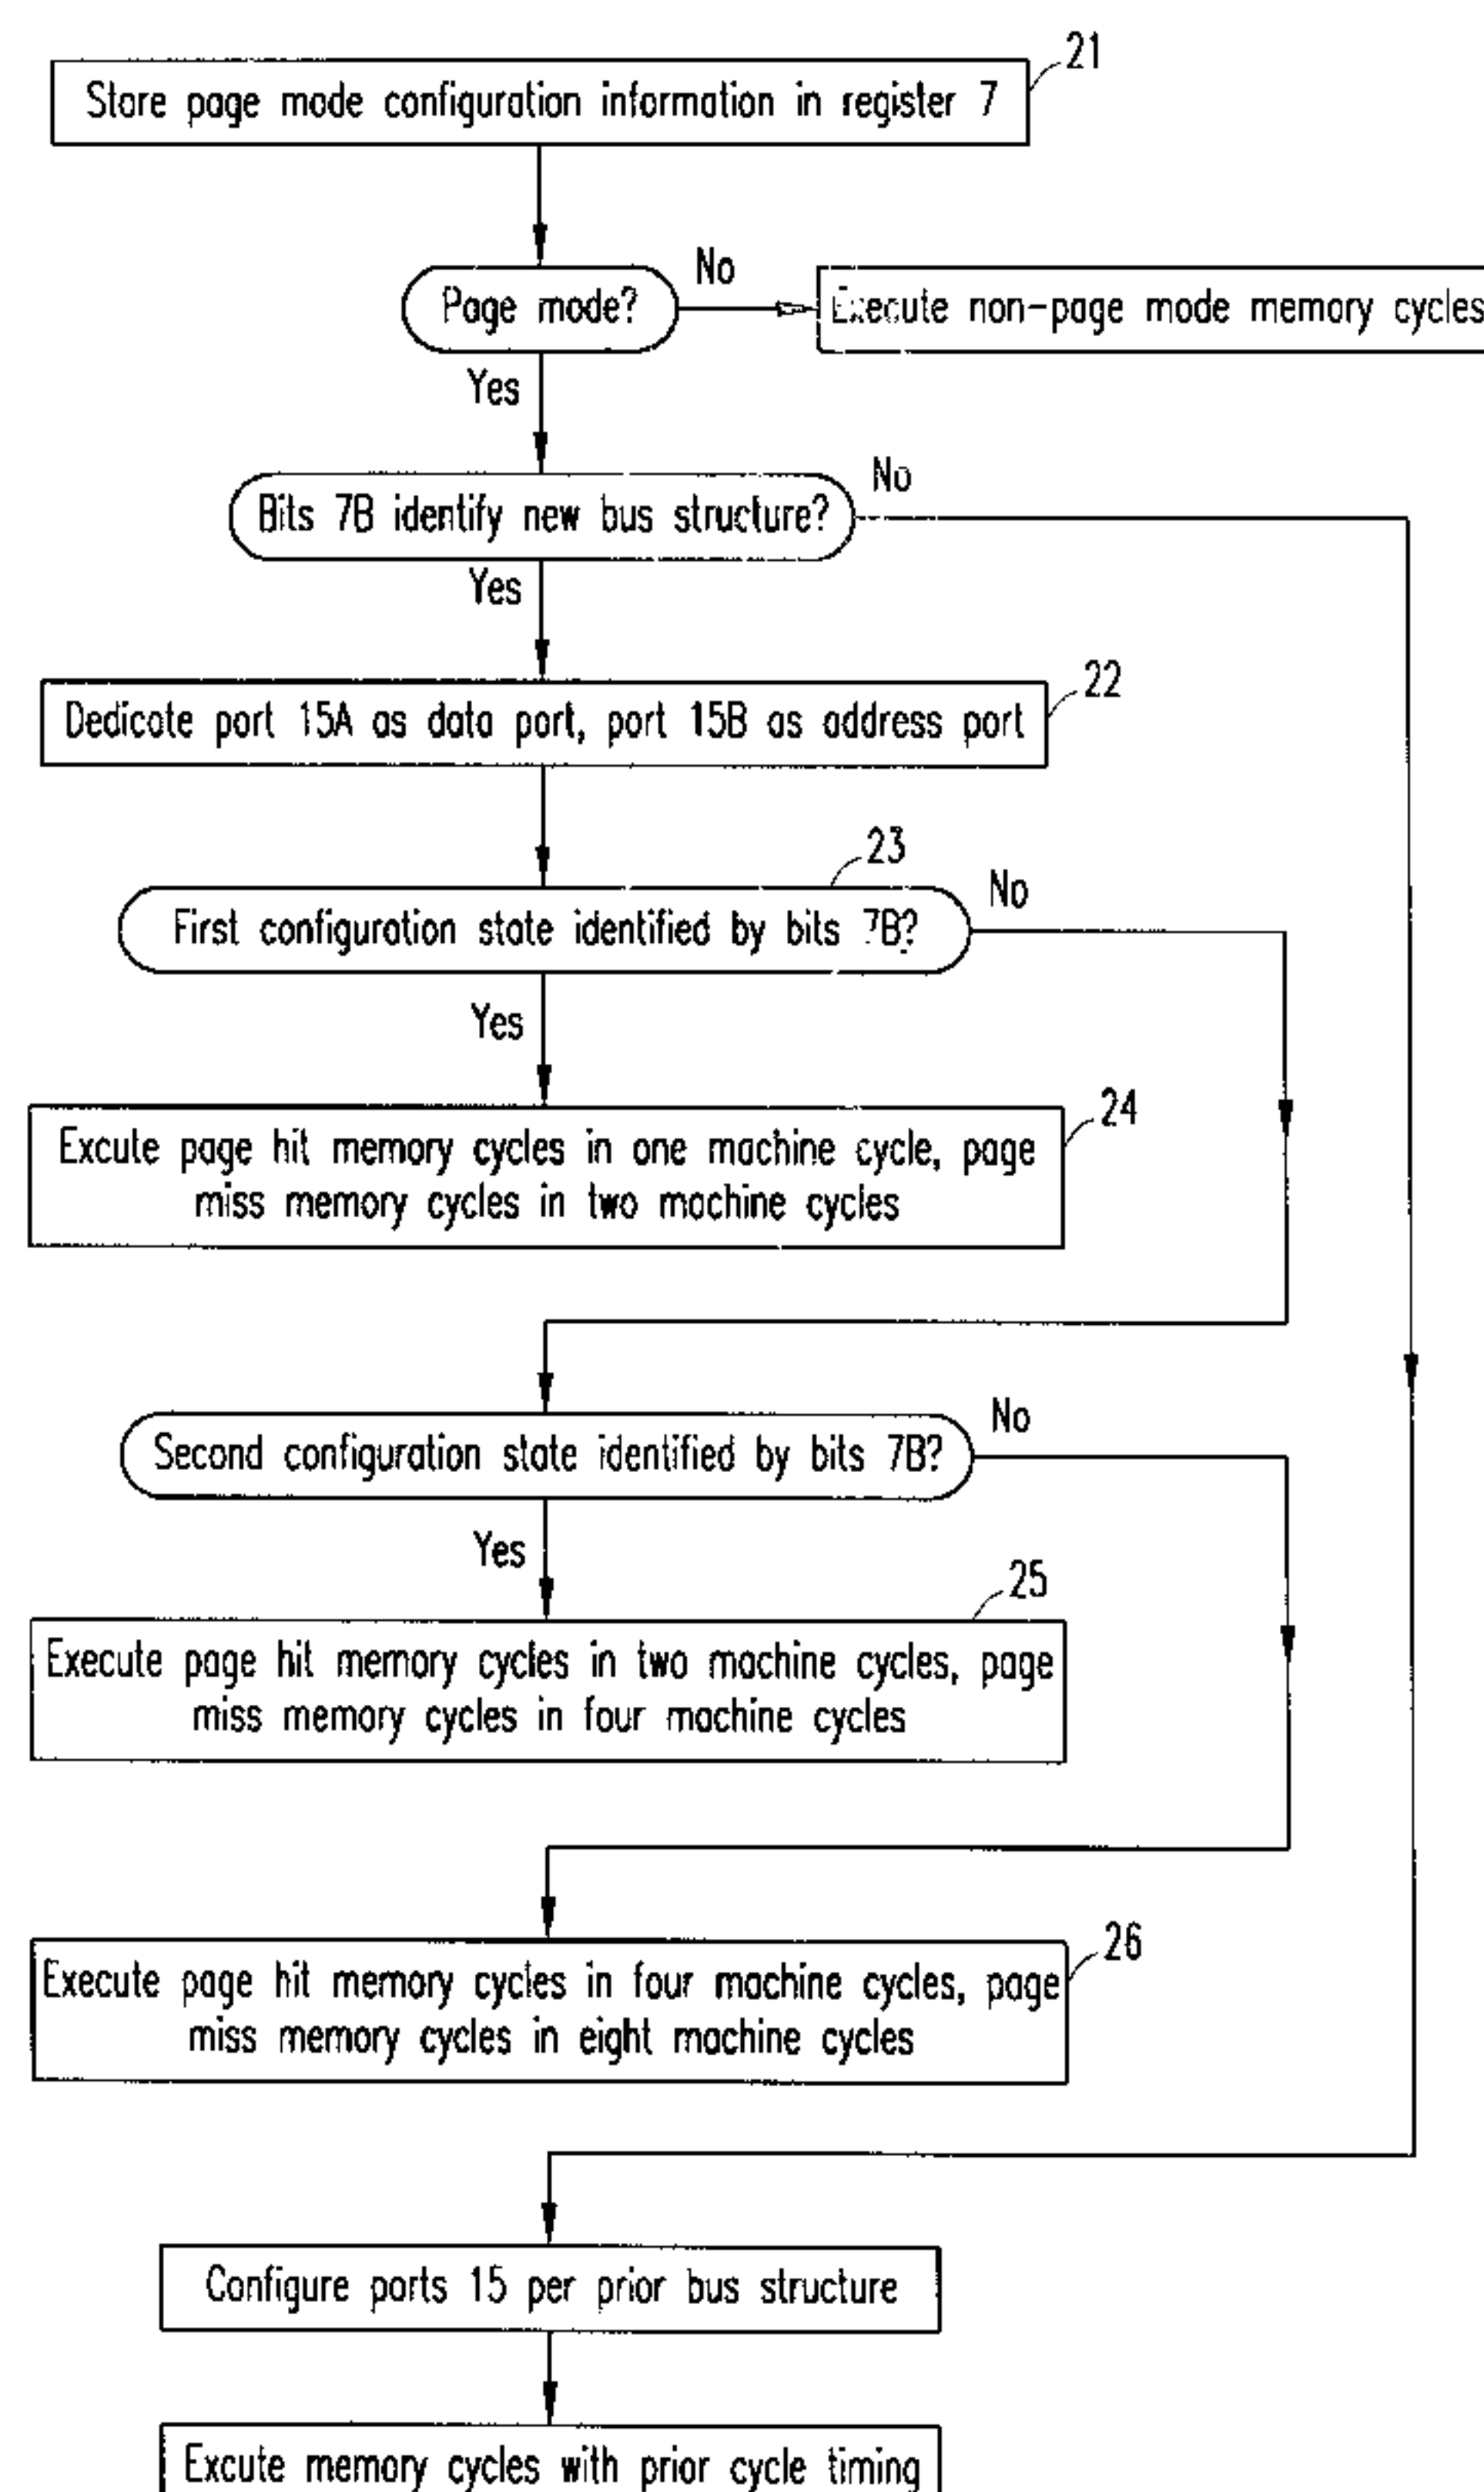 21
Store page mode configuration information in register 7
Page mode?
No
Execute non-page mode memory cycles
Yes
Bits 7B identify new bus structure?
No
Yes
22
Dedicate port 15A as data port, port 15B as address port
23
First configuration state identified by bits 7B?
No
Yes
24
Excute page hit memory cycles in one machine cycle, page
miss memory cycles in two machine cycles
Second configuration state identified by bits 7B?
No
Yes
25
Execute page hit memory cycles in two machine cycles, page
miss memory cycles in four machine cycles
26
Execute page hit memory cycles in four machine cycles, page
miss memory cycles in eight machine cycles
Configure ports 15 per prior bus structure
Excute memory cycles with prior cycle timing